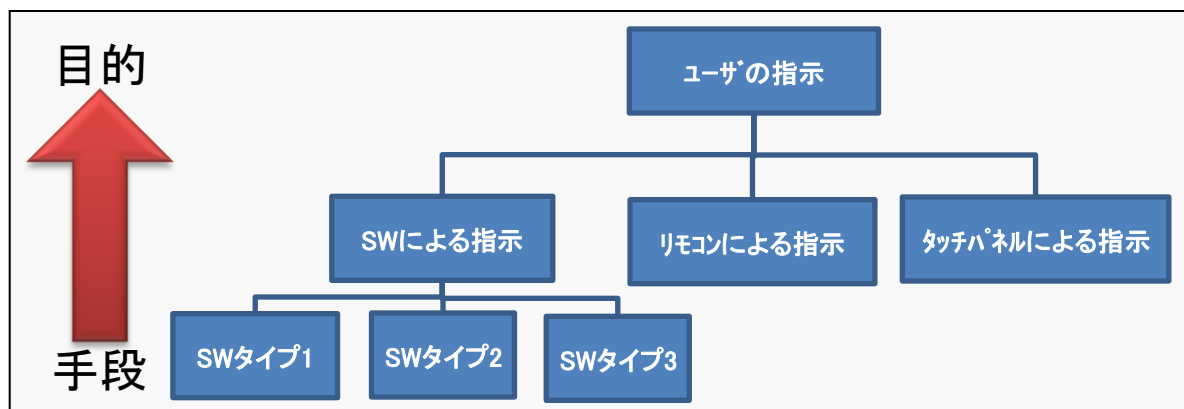 目的
ﾕｰｻﾞの指示
SWによる指示
ﾘﾓｺﾝによる指示
ﾀｯﾁﾊﾟﾈﾙによる指示
SWタイプ1
SWタイプ2
SWタイプ3
手段